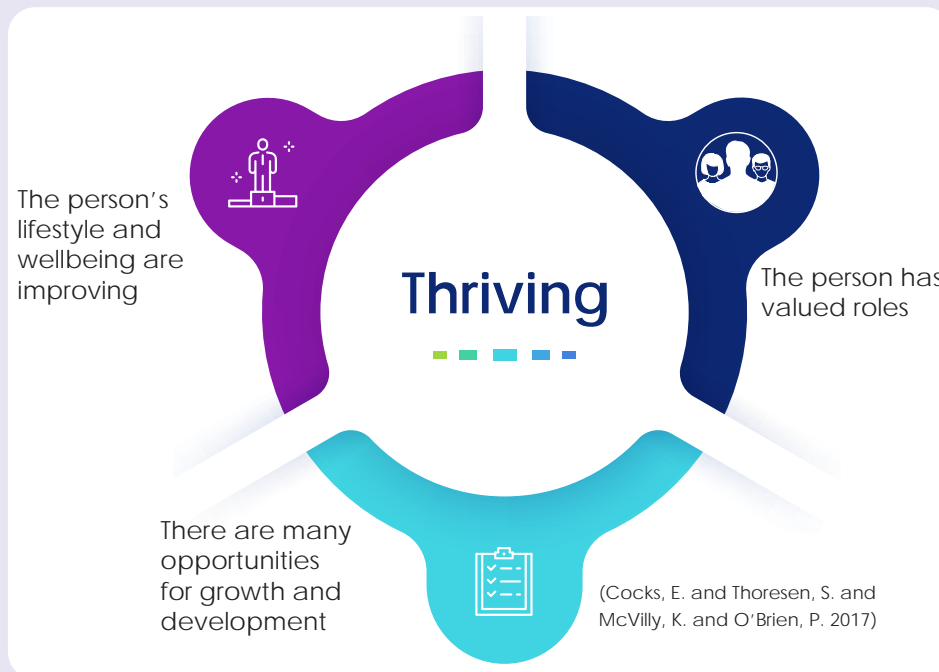 The person's
lifestyle and
wellbeing are
improving
Thriving
The person has
valued roles
There are many
opportunities
for growth and
development
(Cocks, E. and Thoresen, S. and
McVilly, K. and O'Brien, P. 2017)